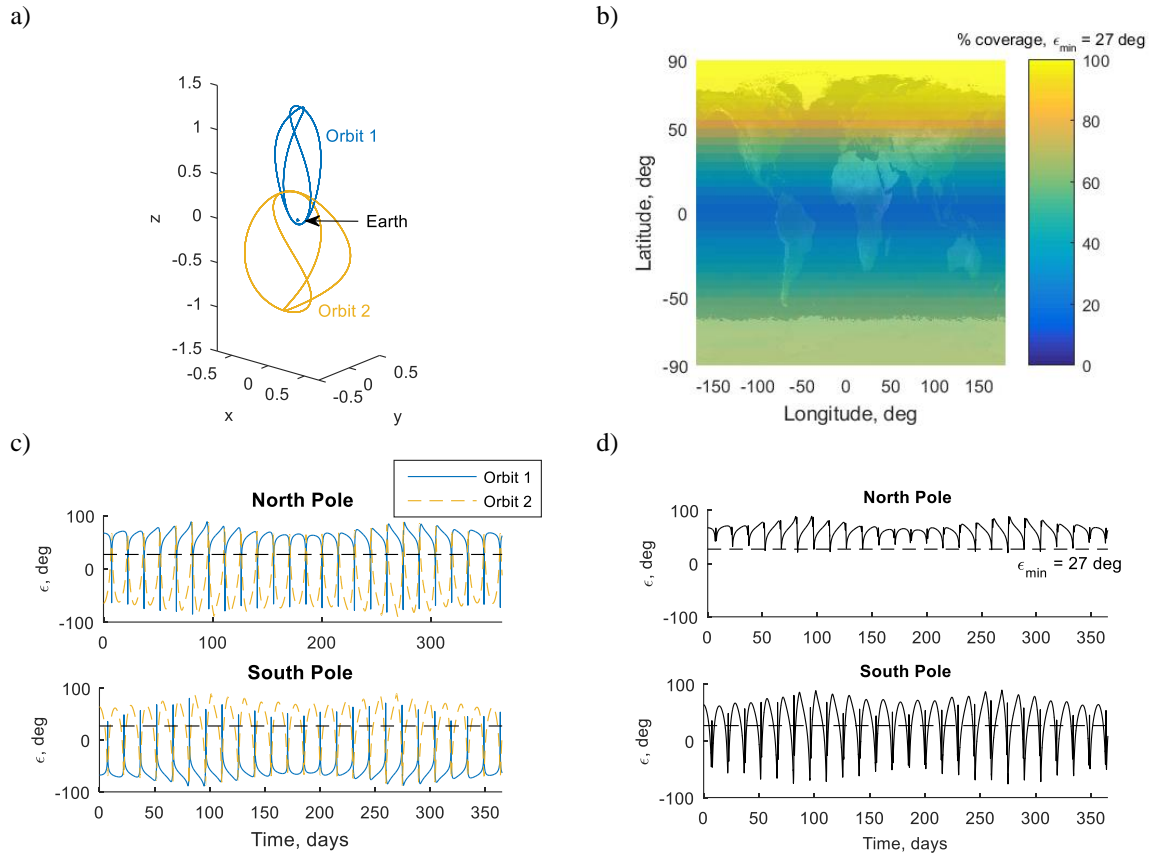 a)
1.5
1
0.5
0
-0.5
-1
-1.5
z
Orbit 1
Earth
Orbit 2
-0.5
0
0.5
x
-0.5
0
0.5
y
b)
% coverage, ϵmin = 27 deg
90
50
0
-50
-90
Latitude, deg
-150 -100 -50 0 50 100 150
Longitude, deg
100
80
60
40
20
0
c)
Orbit 1
Orbit 2
North Pole
100
0
-100
ϵ, deg
0 50 100 150 200 250 300
South Pole
100
0
-100
ϵ, deg
0 50 100 150 200 250 300 350
Time, days
d)
North Pole
100
0
-100
ϵ, deg
ϵmin = 27 deg
0 50 100 150 200 250 300 350
South Pole
100
0
-100
ϵ, deg
0 50 100 150 200 250 300 350
Time, days